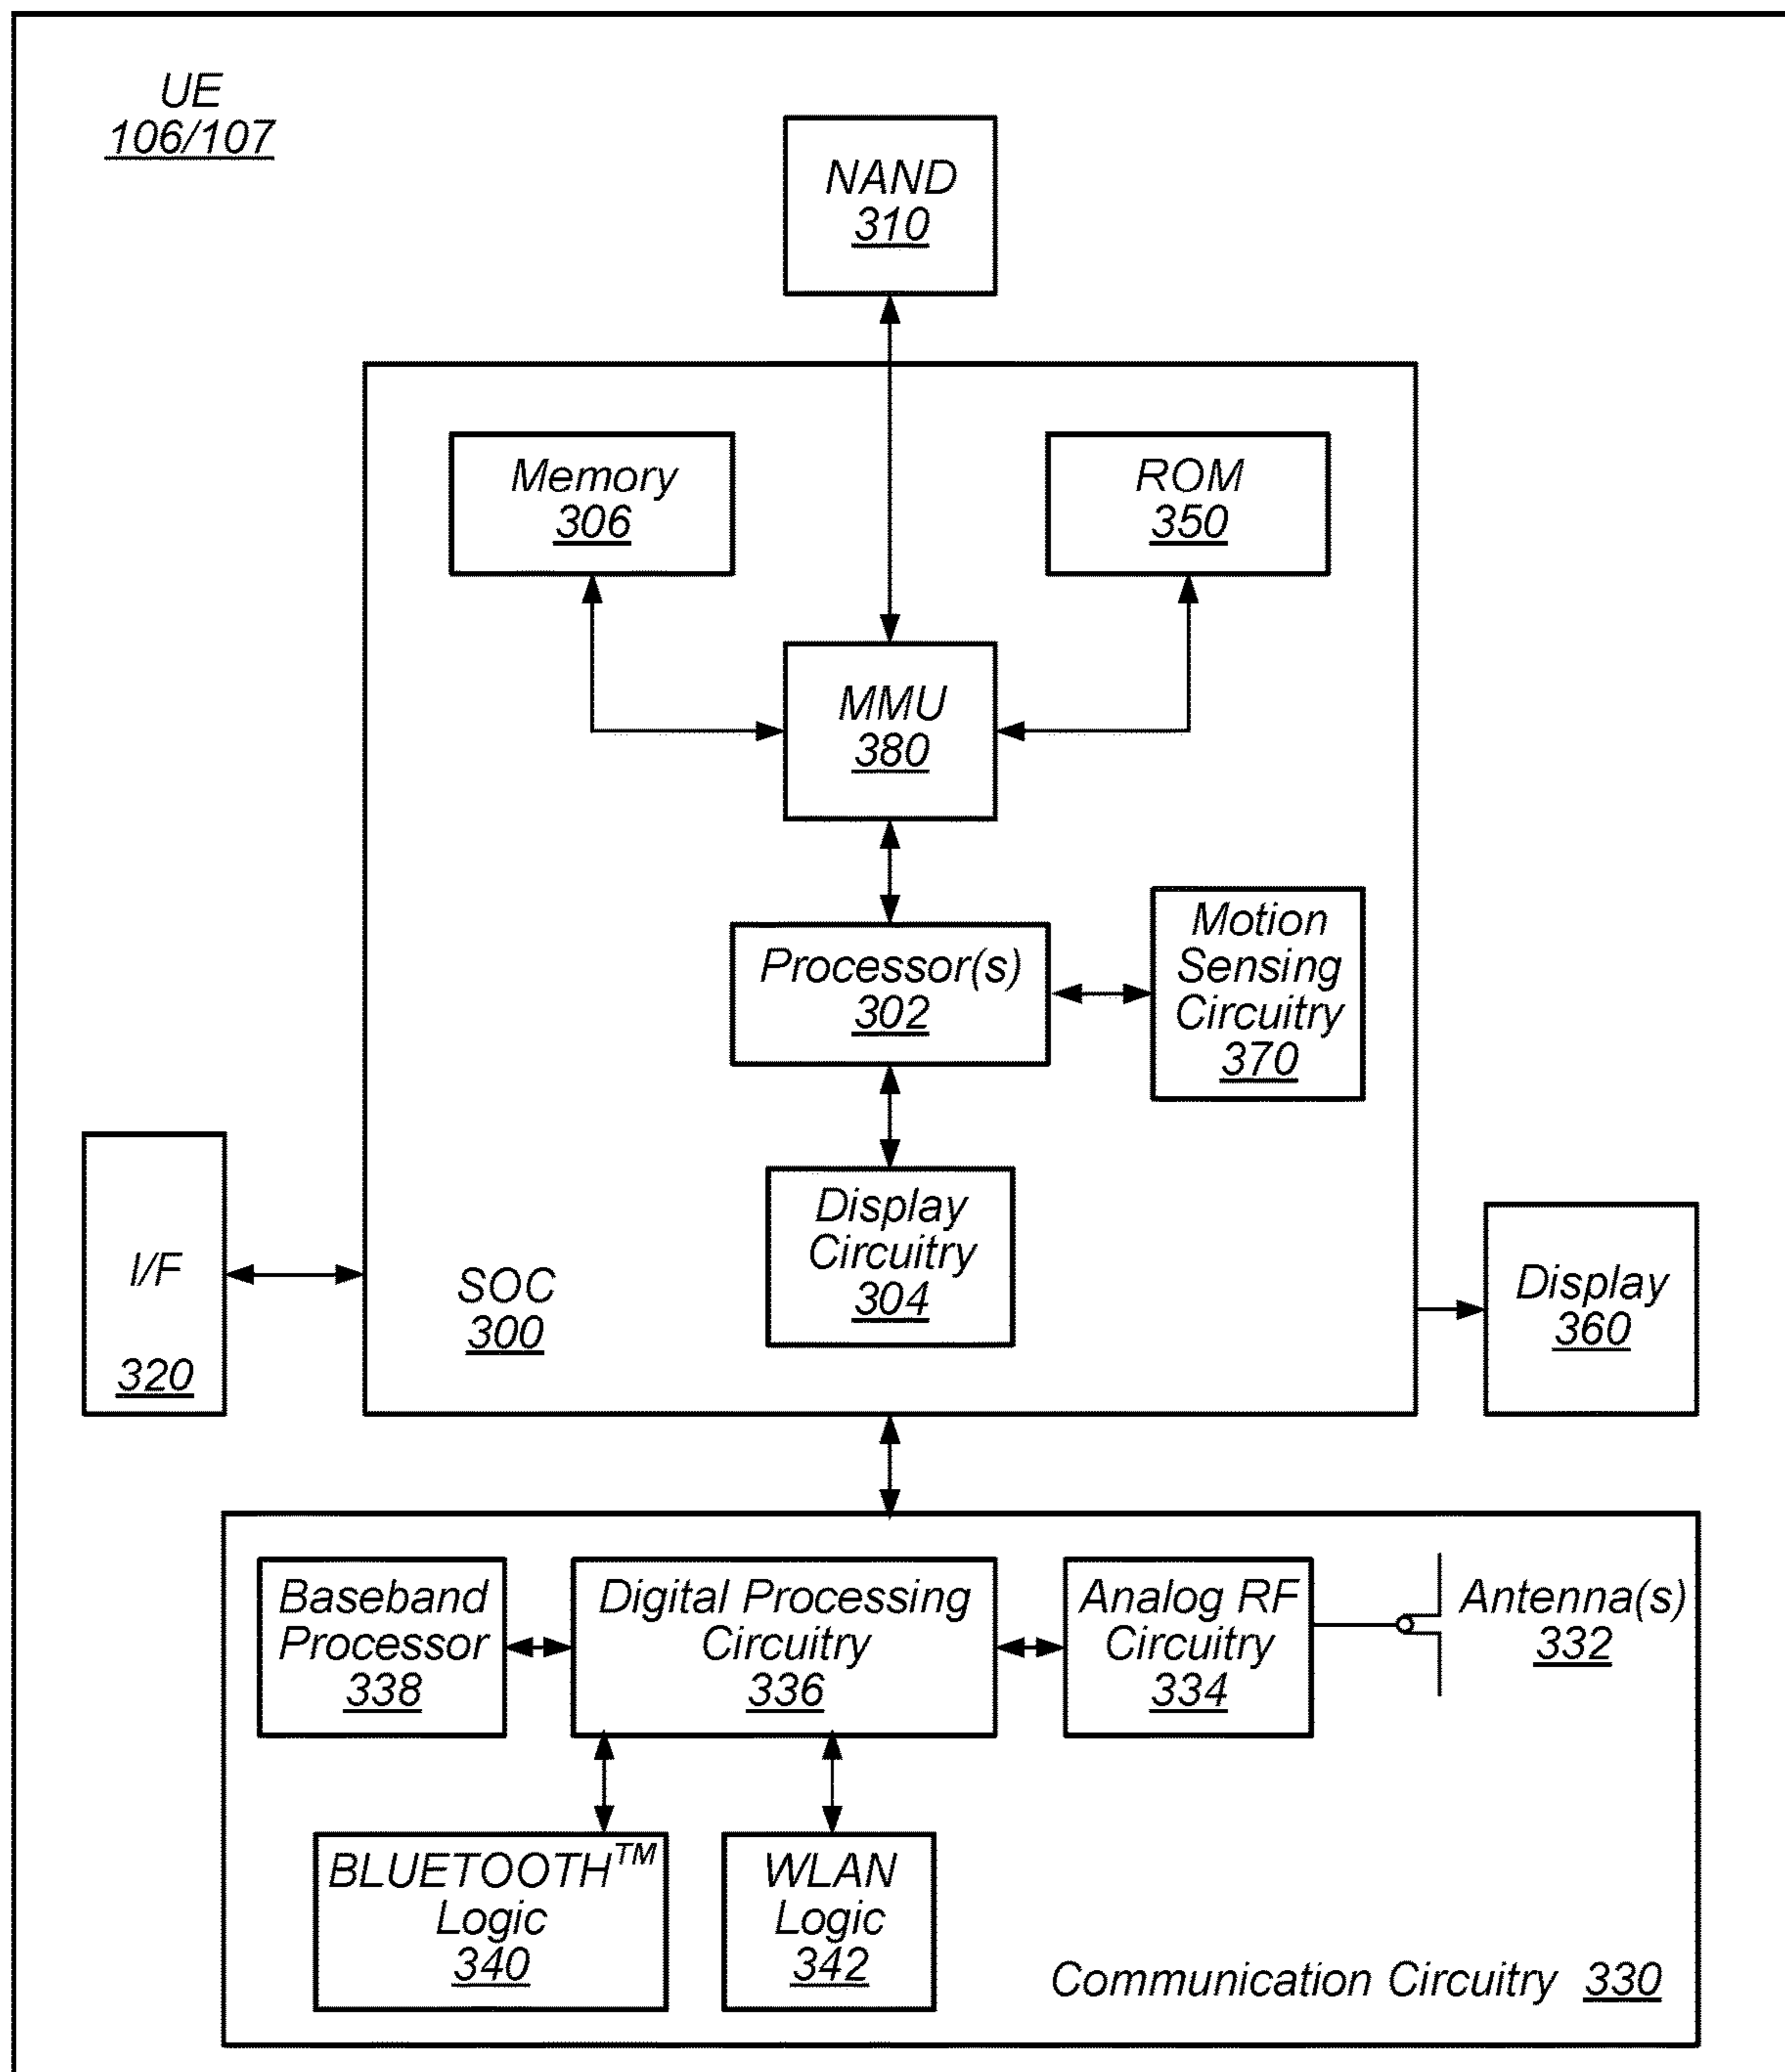 UE
106/107
NAND
310
Memory
306
ROM
350
MMU
380
Processor(s)
302
Motion
Sensing
Circuitry
370
Display
Circuitry
304
I/F
320
SOC
300
Display
360
Baseband
Processor
338
Digital Processing
Circuitry
336
Analog RF
Circuitry
334
Antenna(s)
332
BLUETOOTH™
Logic
340
WLAN
Logic
342
Communication Circuitry 330